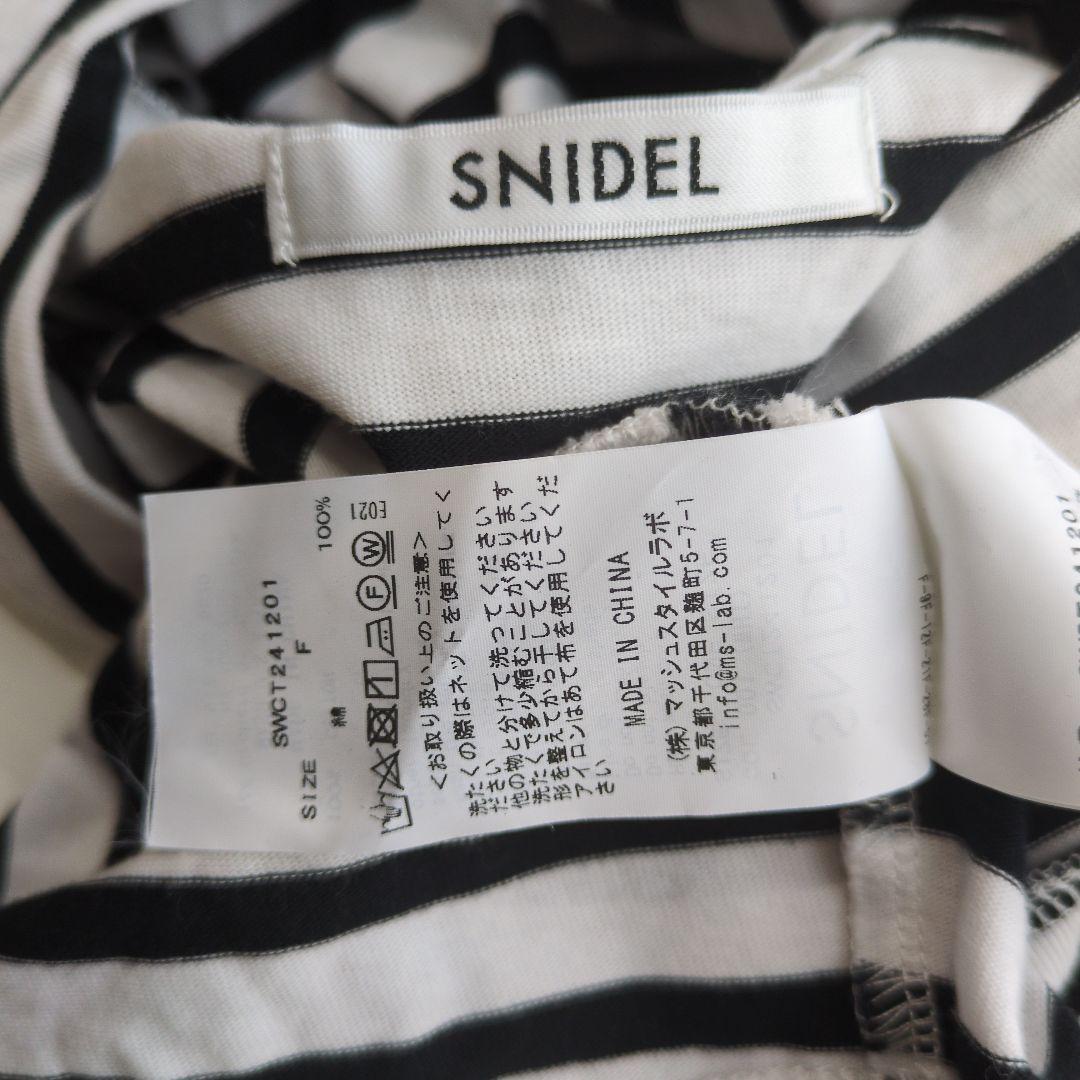 SNIDEL
SWCT241201
SIZE F
綿 100%
E021
<お取り扱い上のご注意>
洗たくの際はネットを使用してく
ださい
他の物と分けて洗ってください
洗たくで多少縮むことがあります
形を整えてから干してください
アイロンはあて布を使用してくだ
さい
MADE IN CHINA
(株)マッシュスタイルラボ
東京都千代田区麹町5-7-1
info@ms-lab.com